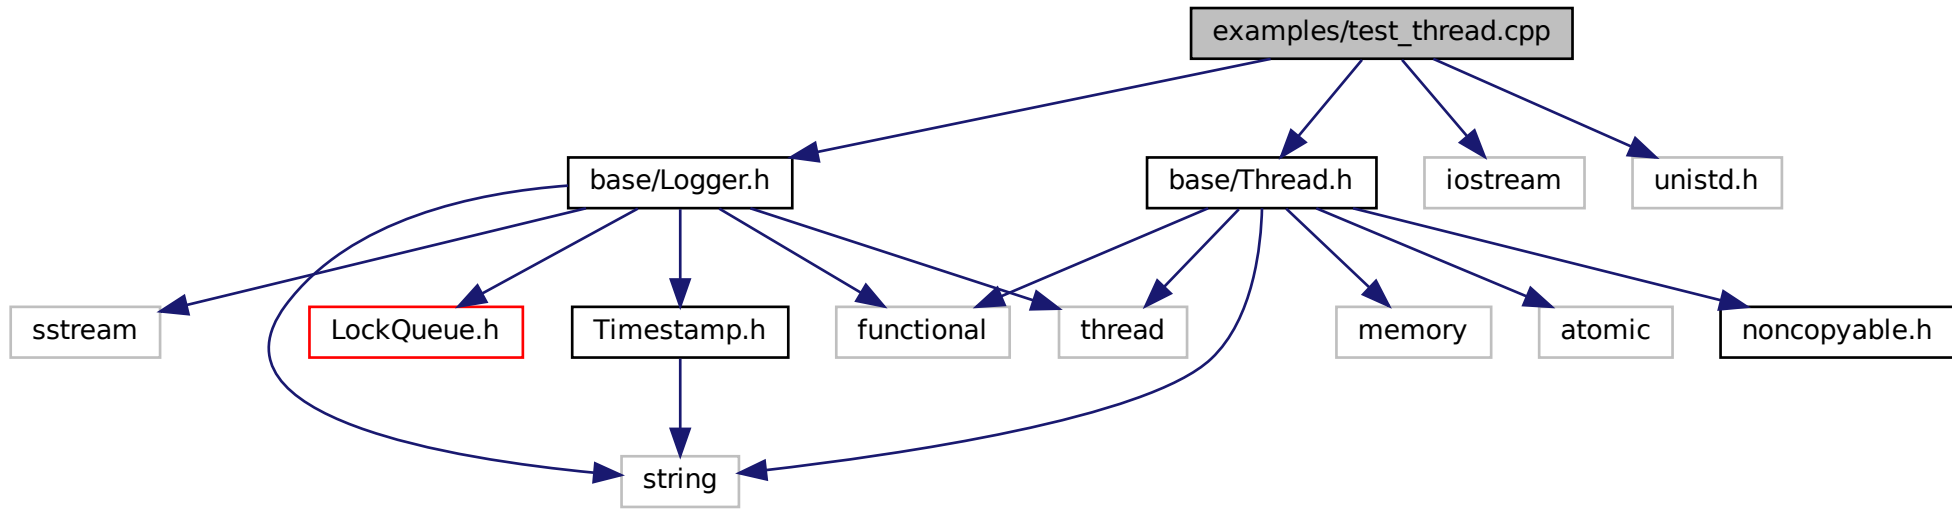 examples/test_thread.cpp
base/Logger.h
base/Thread.h
iostream
unistd.h
sstream
LockQueue.h
Timestamp.h
functional
thread
memory
atomic
noncopyable.h
string